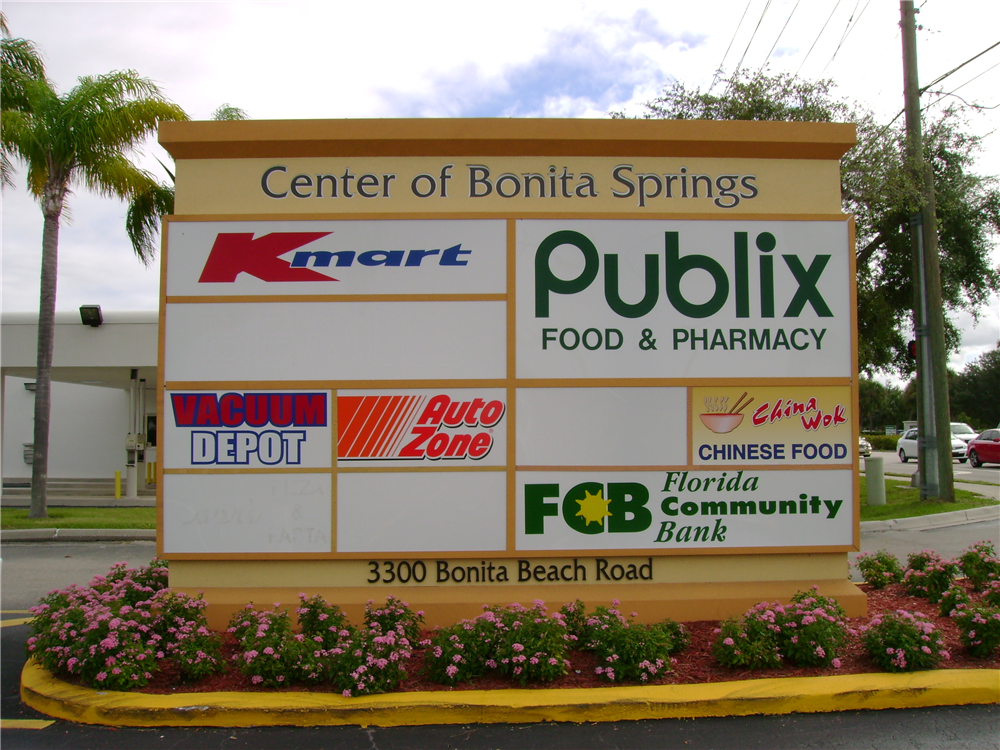 Center of Bonita Springs
Kmart
Publix
FOOD & PHARMACY
VACUUM
DEPOT
Auto
Zone
China
Wok
CHINESE FOOD
FCB
Florida
Community
Bank
3300 Bonita Beach Road